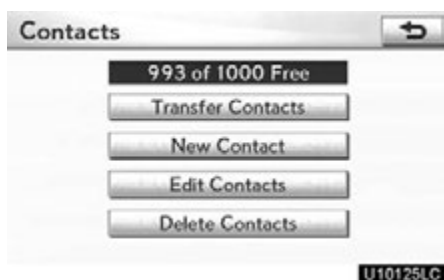 Contacts
993 of 1000 Free
Transfer Contacts
New Contact
Edit Contacts
Delete Contacts
U10125LC